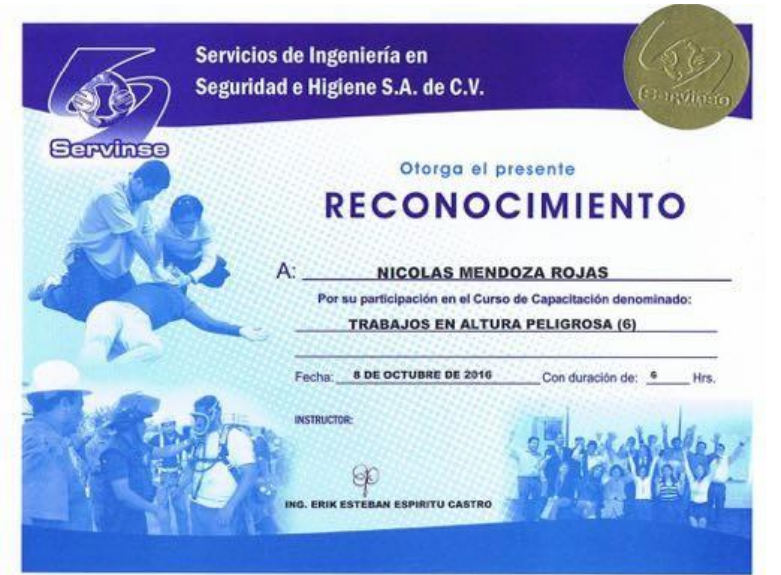 Servicios de Ingeniería en
Seguridad e Higiene S.A. de C.V.
Servinse
Servinse
Otorga el presente
RECONOCIMIENTO
A: NICOLAS MENDOZA ROJAS
Por su participación en el Curso de Capacitación denominado:
TRABAJOS EN ALTURA PELIGROSA (6)
Fecha: 8 DE OCTUBRE DE 2016 Con duración de: 6 Hrs.
INSTRUCTOR:
ING. ERIK ESTEBAN ESPIRITU CASTRO